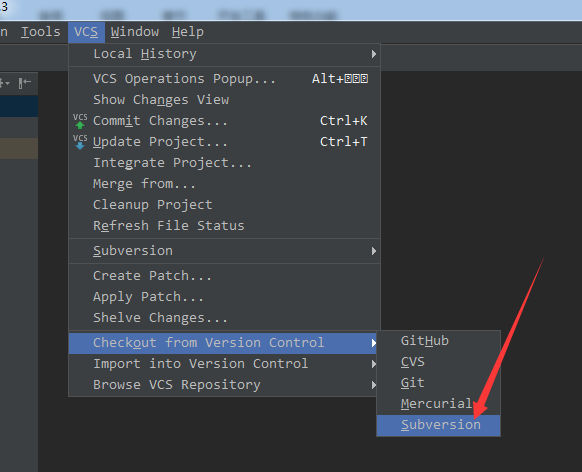 .3
n Tools VCS Window Help
Local History
VCS Operations Popup... Alt+
Show Changes View
VCS Commit Changes... Ctrl+K
VCS Update Project... Ctrl+T
Integrate Project...
Merge from...
Cleanup Project
Refresh File Status
Subversion
Create Patch...
Apply Patch...
Shelve Changes...
Checkout from Version Control
Import into Version Control
Browse VCS Repository
GitHub
CVS
Git
Mercurial
Subversion